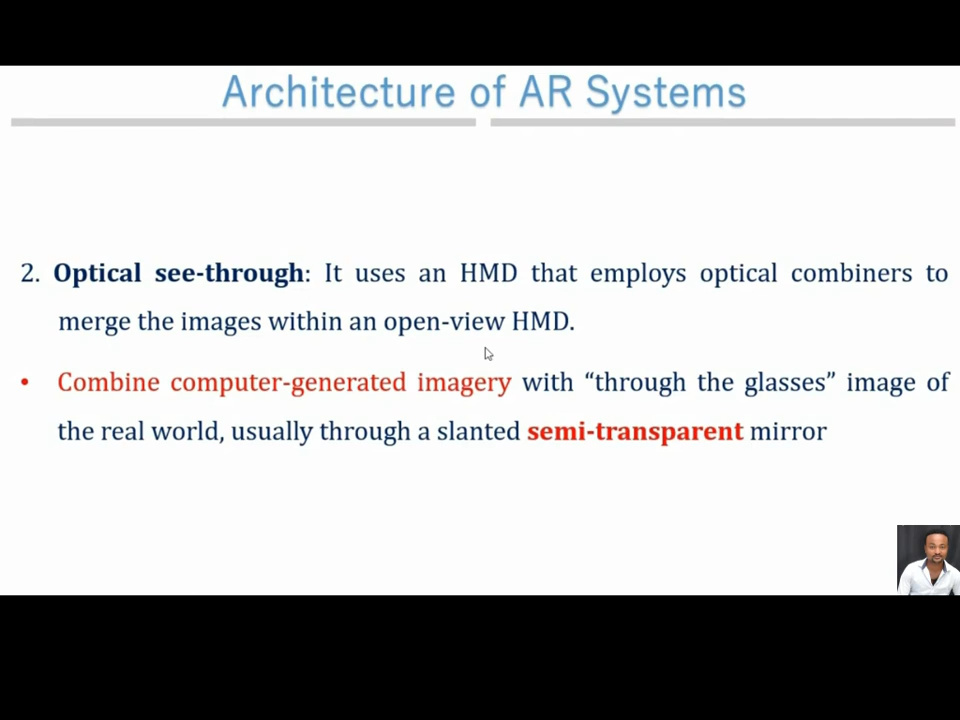 Architecture of AR Systems
2. Optical see-through: It uses an HMD that employs optical combiners to
merge the images within an open-view HMD.
• Combine computer-generated imagery with “through the glasses” image of
the real world, usually through a slanted semi-transparent mirror